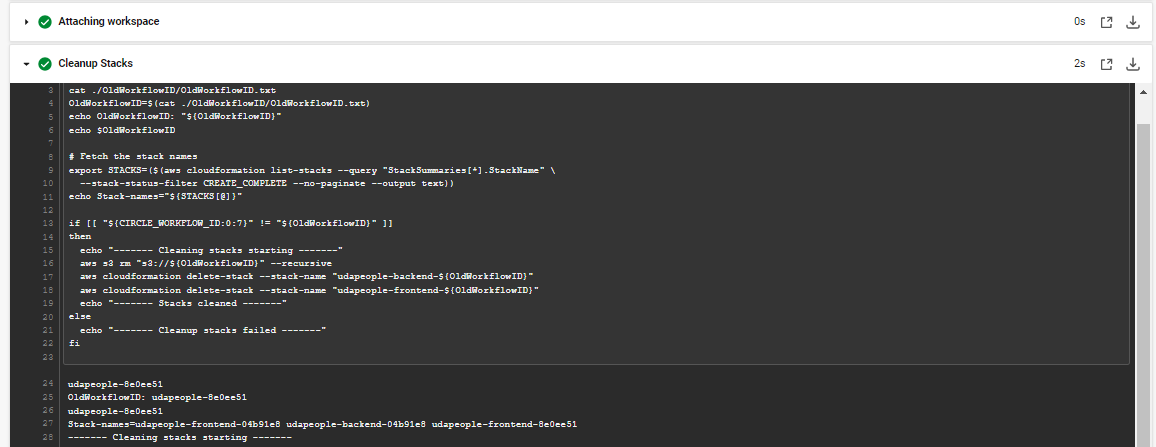 Attaching workspace 0s
Cleanup Stacks 2s
3 cat ./OldWorkflowID/OldWorkflowID.txt
4 OldWorkflowID=$(cat ./OldWorkflowID/OldWorkflowID.txt)
5 echo OldWorkflowID: "${OldWorkflowID}"
6 echo $OldWorkflowID
7
8 # Fetch the stack names
9 export STACKS=($(aws cloudformation list-stacks --query "StackSummaries[*].StackName" \
10 --stack-status-filter CREATE_COMPLETE --no-paginate --output text))
11 echo Stack-names="${STACKS[@]}"
12
13 if [[ "${CIRCLE_WORKFLOW_ID:0:7}" != "${OldWorkflowID}" ]]
14 then
15 echo "------- Cleaning stacks starting -------"
16 aws s3 rm "s3://${OldWorkflowID}" --recursive
17 aws cloudformation delete-stack --stack-name "udapeople-backend-${OldWorkflowID}"
18 aws cloudformation delete-stack --stack-name "udapeople-frontend-${OldWorkflowID}"
19 echo "------- Stacks cleaned -------"
20 else
21 echo "------- Cleanup stacks failed -------"
22 fi
23
24 udapeople-8e0ee51
25 OldWorkflowID: udapeople-8e0ee51
26 udapeople-8e0ee51
27 Stack-names=udapeople-frontend-04b91e8 udapeople-backend-04b91e8 udapeople-frontend-8e0ee51
28 ------- Cleaning stacks starting -------